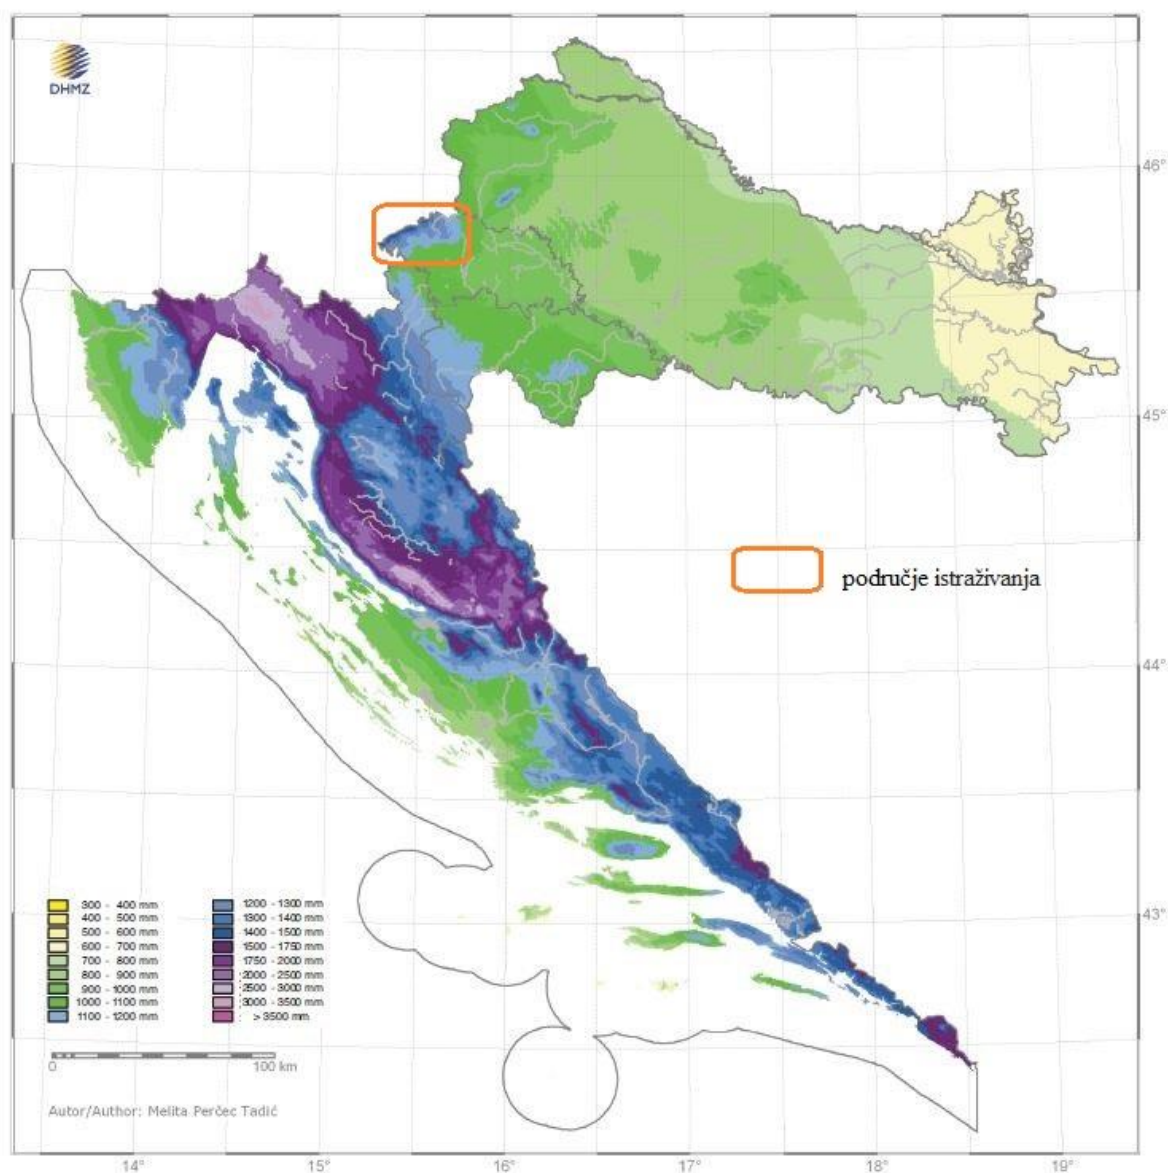 DHMZ
46°
45°
44°
43°
područje istraživanja
300 - 400 mm
400 - 500 mm
500 - 600 mm
600 - 700 mm
700 - 800 mm
800 - 900 mm
900 - 1000 mm
1000 - 1100 mm
1100 - 1200 mm
1200 - 1300 mm
1300 - 1400 mm
1400 - 1500 mm
1500 - 1750 mm
1750 - 2000 mm
2000 - 2500 mm
2500 - 3000 mm
3000 - 3500 mm
> 3500 mm
0 100 km
Autor/Author: Melita Perčec Tadić
14° 15° 16° 17° 18° 19°